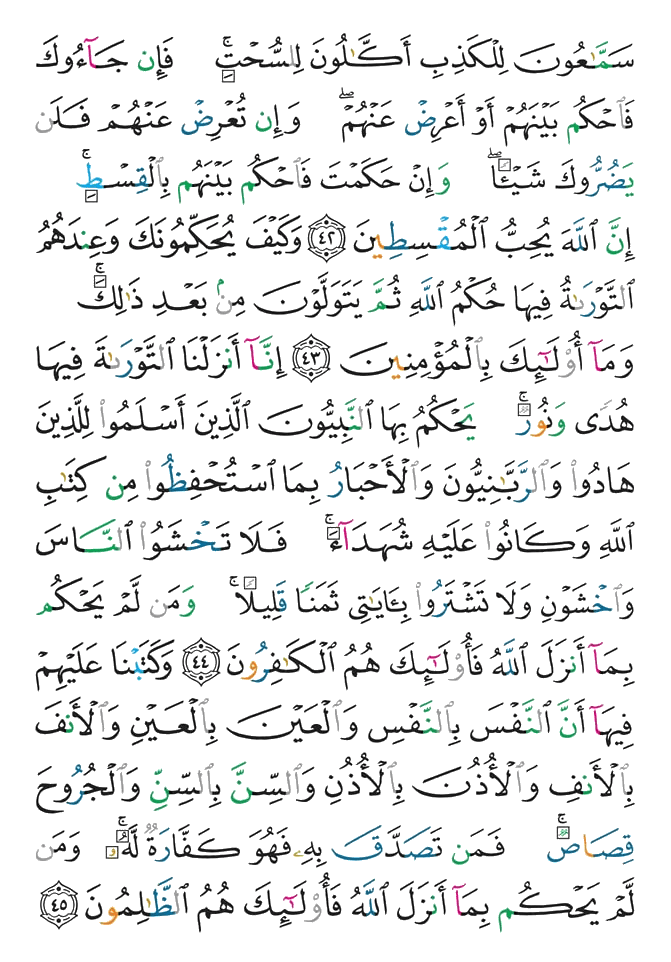 سَمَّٰعُونَ لِلْكَذِبِ أَكَّٰلُونَ لِلسُّحْتِۚ فَإِن جَآءُوكَ
فَٱحْكُم بَيْنَهُمْ أَوْ أَعْرِضْ عَنْهُمْۖ وَإِن تُعْرِضْ عَنْهُمْ فَلَن
يَضُرُّوكَ شَيْـًٔاۖ وَإِنْ حَكَمْتَ فَٱحْكُم بَيْنَهُم بِٱلْقِسْطِۚ
إِنَّ ٱللَّهَ يُحِبُّ ٱلْمُقْسِطِينَ ٤٢ وَكَيْفَ يُحَكِّمُونَكَ وَعِندَهُمُ
ٱلتَّوْرَىٰةُ فِيهَا حُكْمُ ٱللَّهِ ثُمَّ يَتَوَلَّوْنَ مِنۢ بَعْدِ ذَٰلِكَۚ
وَمَآ أُو۟لَٰٓئِكَ بِٱلْمُؤْمِنِينَ ٤٣ إِنَّآ أَنزَلْنَا ٱلتَّوْرَىٰةَ فِيهَا
هُدًى وَنُورٌۚ يَحْكُمُ بِهَا ٱلنَّبِيُّونَ ٱلَّذِينَ أَسْلَمُوا۟ لِلَّذِينَ
هَادُوا۟ وَٱلرَّبَّٰنِيُّونَ وَٱلْأَحْبَارُ بِمَا ٱسْتُحْفِظُوا۟ مِن كِتَٰبِ
ٱللَّهِ وَكَانُوا۟ عَلَيْهِ شُهَدَآءَۚ فَلَا تَخْشَوُا۟ ٱلنَّاسَ
وَٱخْشَوْنِ وَلَا تَشْتَرُوا۟ بِـَٔايَٰتِى ثَمَنًا قَلِيلًاۚ وَمَن لَّمْ يَحْكُم
بِمَآ أَنزَلَ ٱللَّهُ فَأُو۟لَٰٓئِكَ هُمُ ٱلْكَٰفِرُونَ ٤٤ وَكَتَبْنَا عَلَيْهِمْ
فِيهَآ أَنَّ ٱلنَّفْسَ بِٱلنَّفْسِ وَٱلْعَيْنَ بِٱلْعَيْنِ وَٱلْأَنفَ
بِٱلْأَنفِ وَٱلْأُذُنَ بِٱلْأُذُنِ وَٱلسِّنَّ بِٱلسِّنِّ وَٱلْجُرُوحَ
قِصَاصٌۚ فَمَن تَصَدَّقَ بِهِۦ فَهُوَ كَفَّارَةٌ لَّهُۥۚ وَمَن
لَّمْ يَحْكُم بِمَآ أَنزَلَ ٱللَّهُ فَأُو۟لَٰٓئِكَ هُمُ ٱلظَّٰلِمُونَ ٤٥